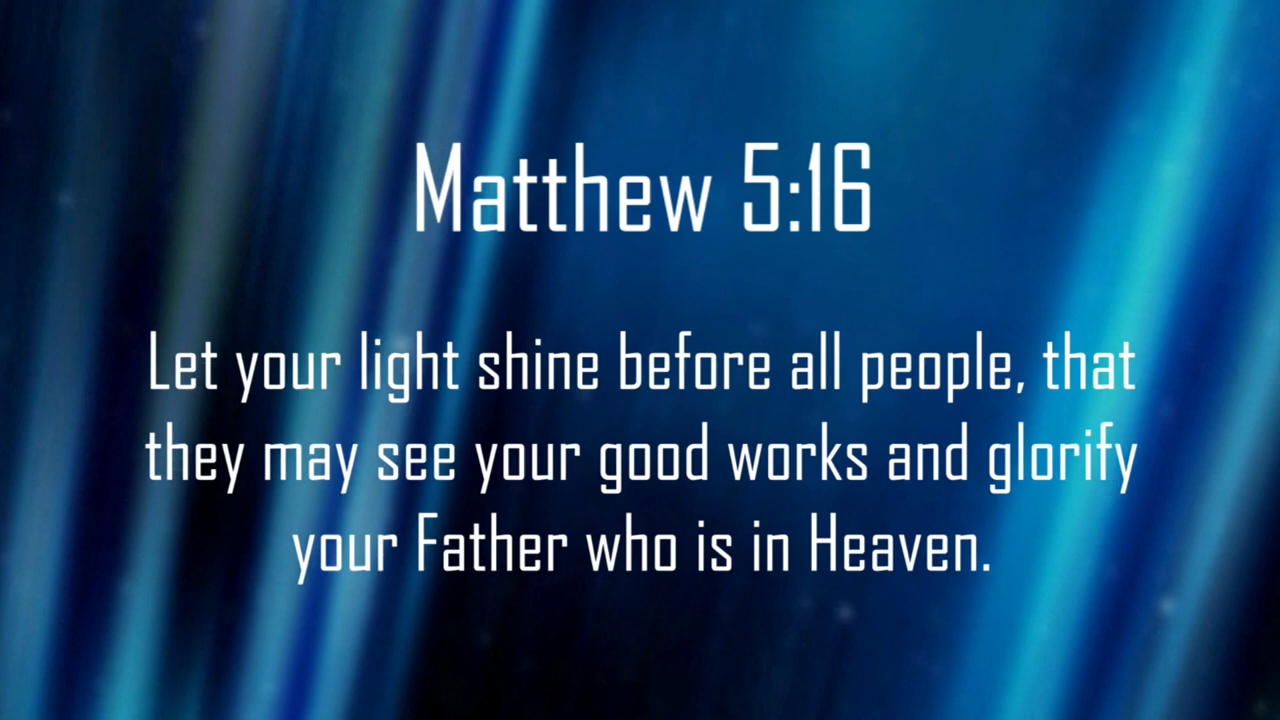 Matthew 5:16
Let your light shine before all people, that
they may see your good works and glorify
your Father who is in Heaven.